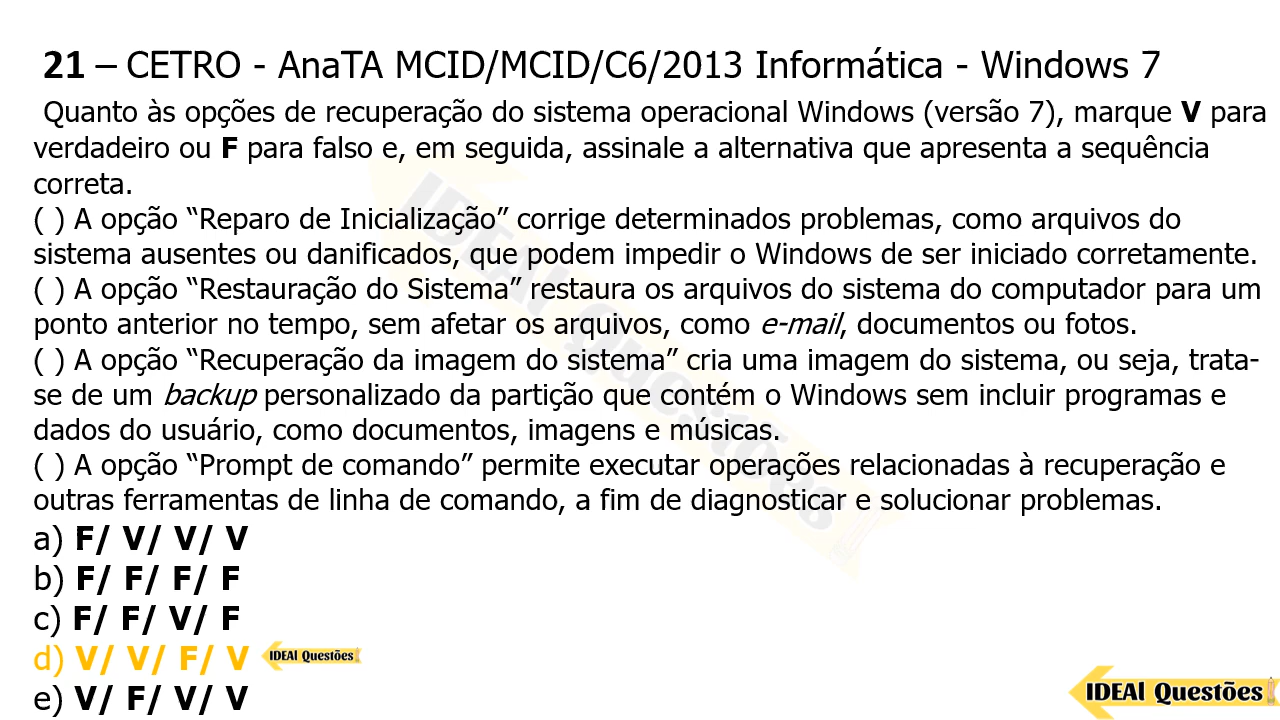 21 – CETRO - AnaTA MCID/MCID/C6/2013 Informática - Windows 7
Quanto às opções de recuperação do sistema operacional Windows (versão 7), marque V para
verdadeiro ou F para falso e, em seguida, assinale a alternativa que apresenta a sequência
correta.
( ) A opção “Reparo de Inicialização” corrige determinados problemas, como arquivos do
sistema ausentes ou danificados, que podem impedir o Windows de ser iniciado corretamente.
( ) A opção “Restauração do Sistema” restaura os arquivos do sistema do computador para um
ponto anterior no tempo, sem afetar os arquivos, como e-mail, documentos ou fotos.
( ) A opção “Recuperação da imagem do sistema” cria uma imagem do sistema, ou seja, trata-
se de um backup personalizado da partição que contém o Windows sem incluir programas e
dados do usuário, como documentos, imagens e músicas.
( ) A opção “Prompt de comando” permite executar operações relacionadas à recuperação e
outras ferramentas de linha de comando, a fim de diagnosticar e solucionar problemas.
a) F/ V/ V/ V
b) F/ F/ F/ F
c) F/ F/ V/ F
d) V/ V/ F/ V
IDEAl Questões
e) V/ F/ V/ V
IDEAl Questões
IDEAl Questões